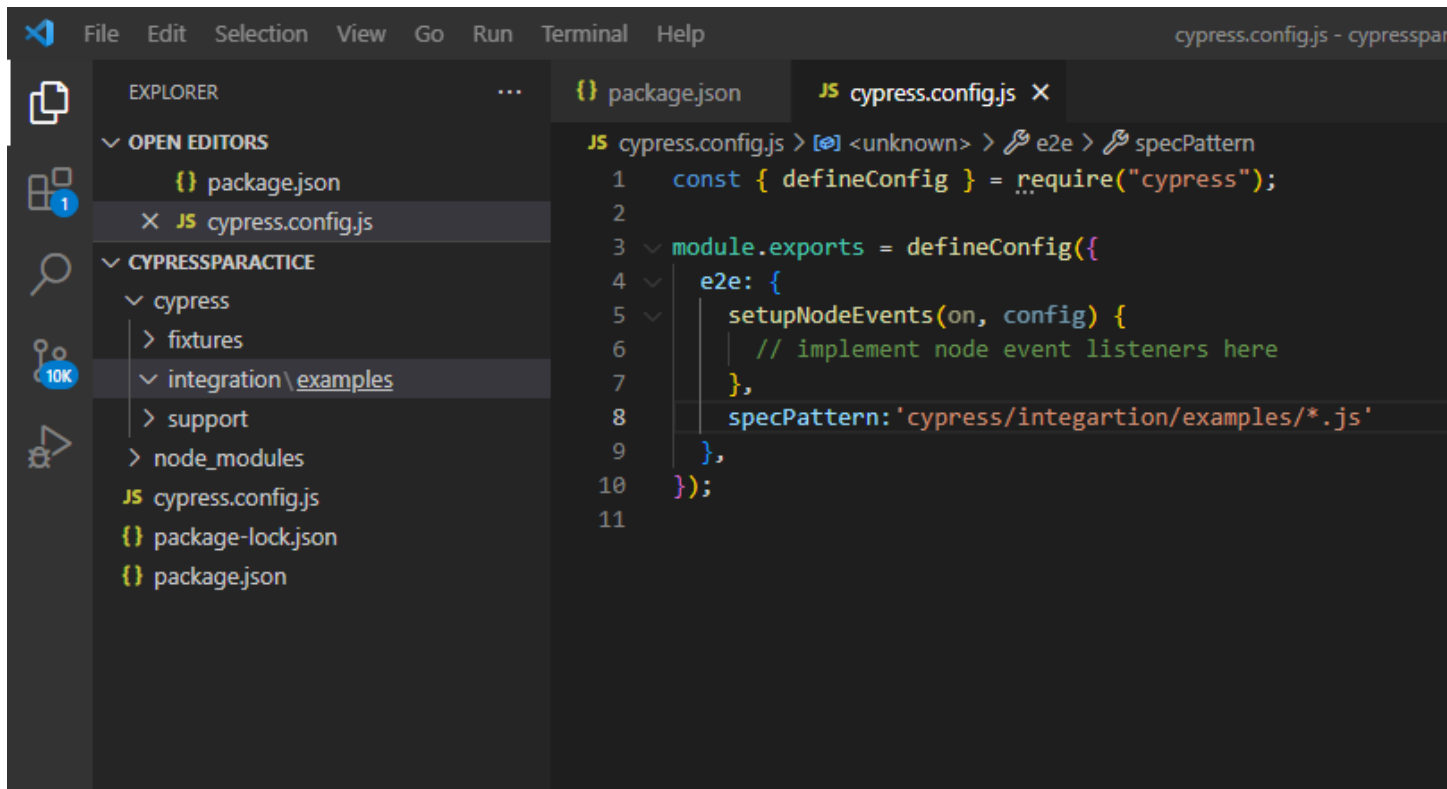 File Edit Selection View Go Run Terminal Help cypress.config.js - cypresspar
EXPLORER ...
OPEN EDITORS
{} package.json
JS cypress.config.js
CYPRESSPARACTICE
cypress
fixtures
integration\examples
support
node_modules
JS cypress.config.js
{} package-lock.json
{} package.json
1
10K
{} package.json JS cypress.config.js
JS cypress.config.js > <unknown> > e2e > specPattern
1 const { defineConfig } = require("cypress");
2
3 module.exports = defineConfig({
4 e2e: {
5 setupNodeEvents(on, config) {
6 // implement node event listeners here
7 },
8 specPattern:'cypress/integartion/examples/*.js'
9 },
10 });
11